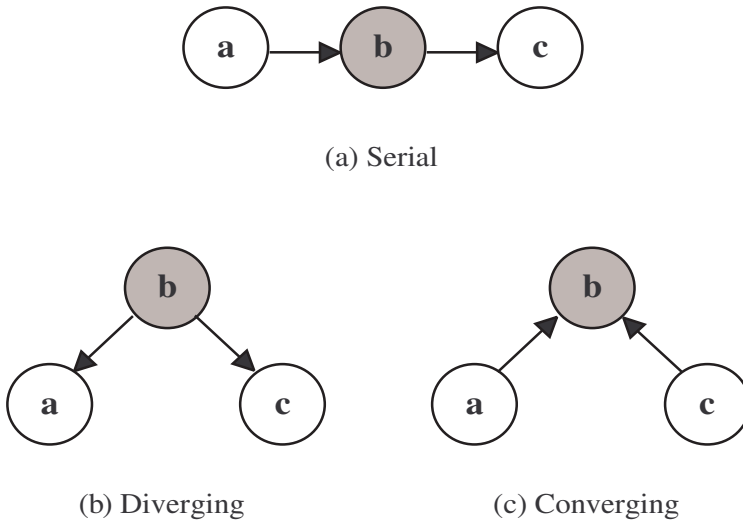 a b c
(a) Serial
b b
a c a c
(b) Diverging (c) Converging